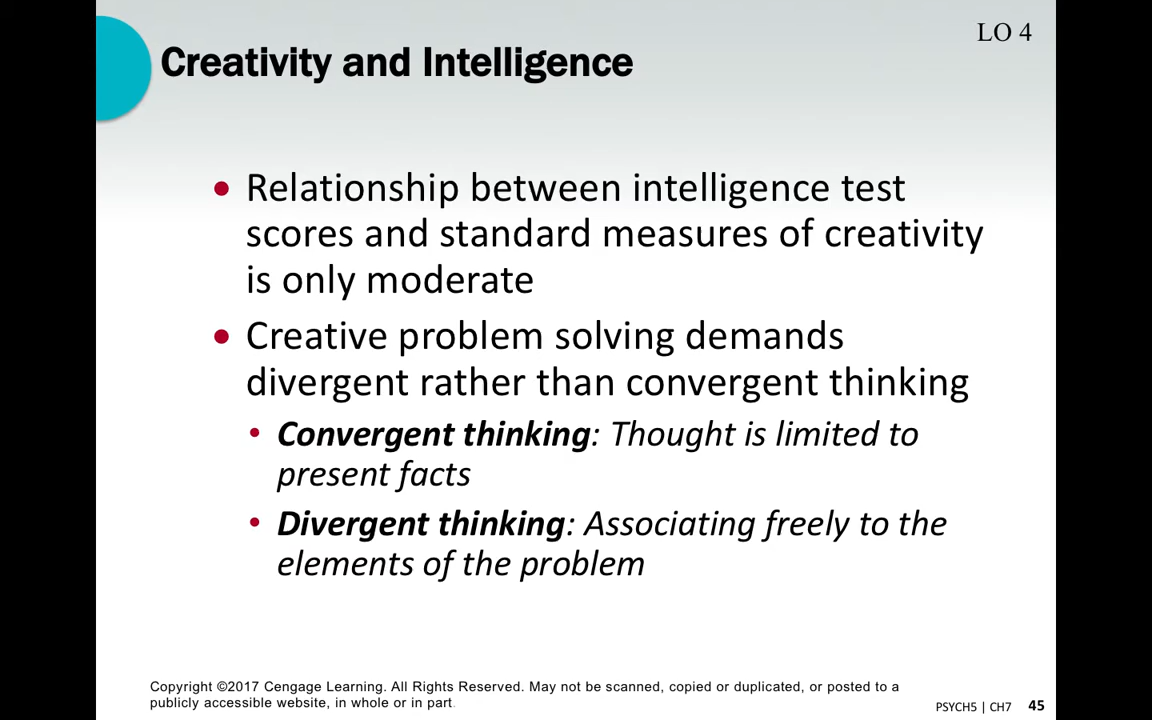 LO 4
Creativity and Intelligence
• Relationship between intelligence test
scores and standard measures of creativity
is only moderate
• Creative problem solving demands
divergent rather than convergent thinking
• Convergent thinking: Thought is limited to
present facts
• Divergent thinking: Associating freely to the
elements of the problem
Copyright ©2017 Cengage Learning. All Rights Reserved. May not be scanned, copied or duplicated, or posted to a
publicly accessible website, in whole or in part.
PSYCH5 | CH7 45